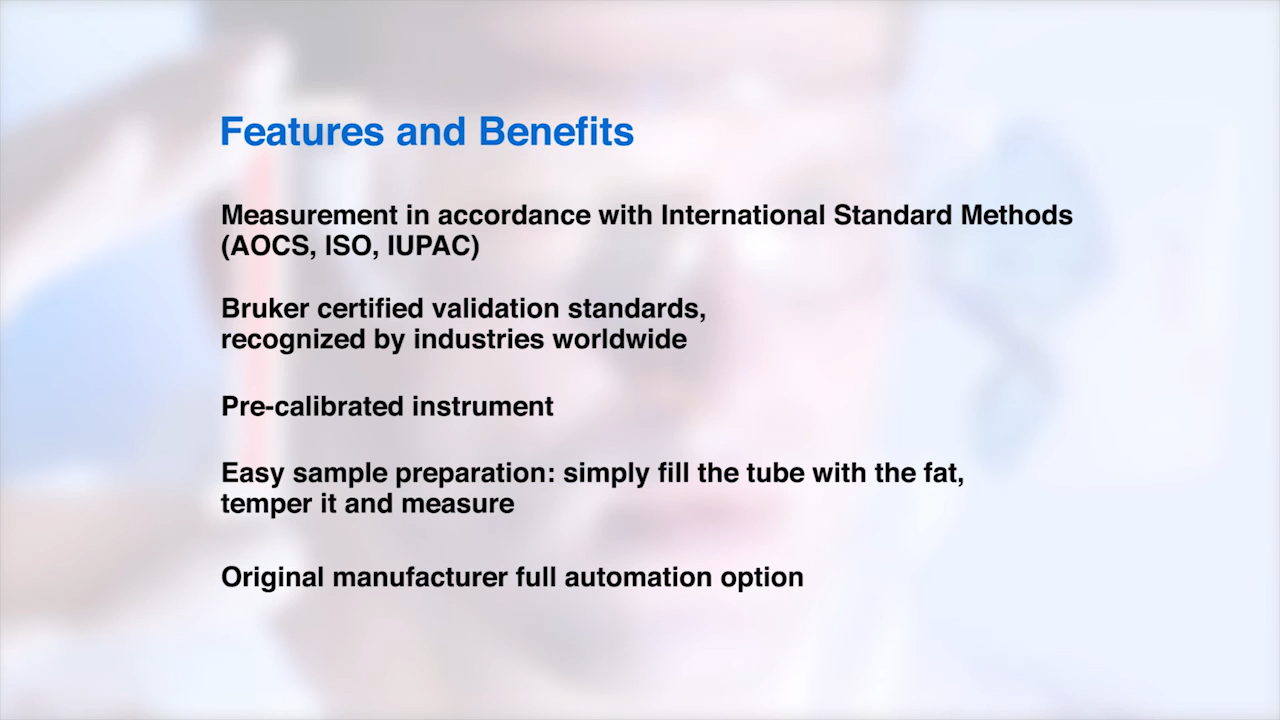 Features and Benefits
Measurement in accordance with International Standard Methods
(AOCS, ISO, IUPAC)
Bruker certified validation standards,
recognized by industries worldwide
Pre-calibrated instrument
Easy sample preparation: simply fill the tube with the fat,
temper it and measure
Original manufacturer full automation option